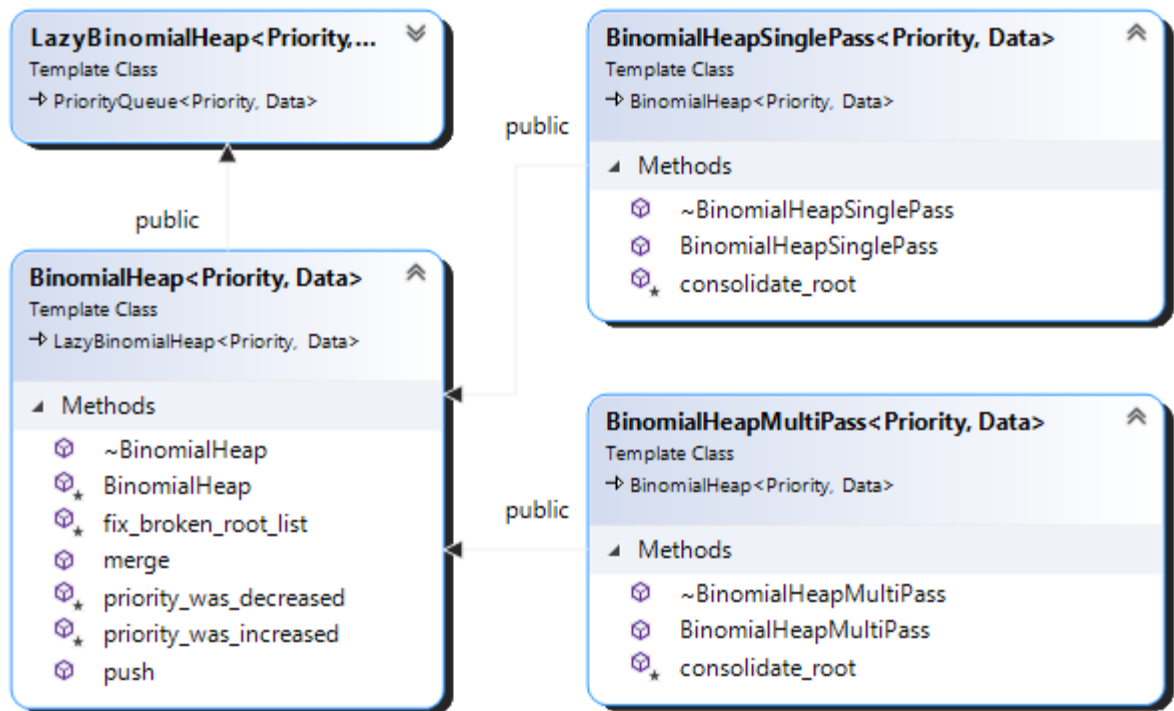 LazyBinomialHeap<Priority,...
Template Class
PriorityQueue<Priority, Data>
public
BinomialHeap<Priority, Data>
Template Class
LazyBinomialHeap<Priority, Data>
Methods
~BinomialHeap
BinomialHeap
fix_broken_root_list
merge
priority_was_decreased
priority_was_increased
push
BinomialHeapSinglePass<Priority, Data>
Template Class
BinomialHeap<Priority, Data>
public
Methods
~BinomialHeapSinglePass
BinomialHeapSinglePass
consolidate_root
BinomialHeapMultiPass<Priority, Data>
Template Class
BinomialHeap<Priority, Data>
public
Methods
~BinomialHeapMultiPass
BinomialHeapMultiPass
consolidate_root